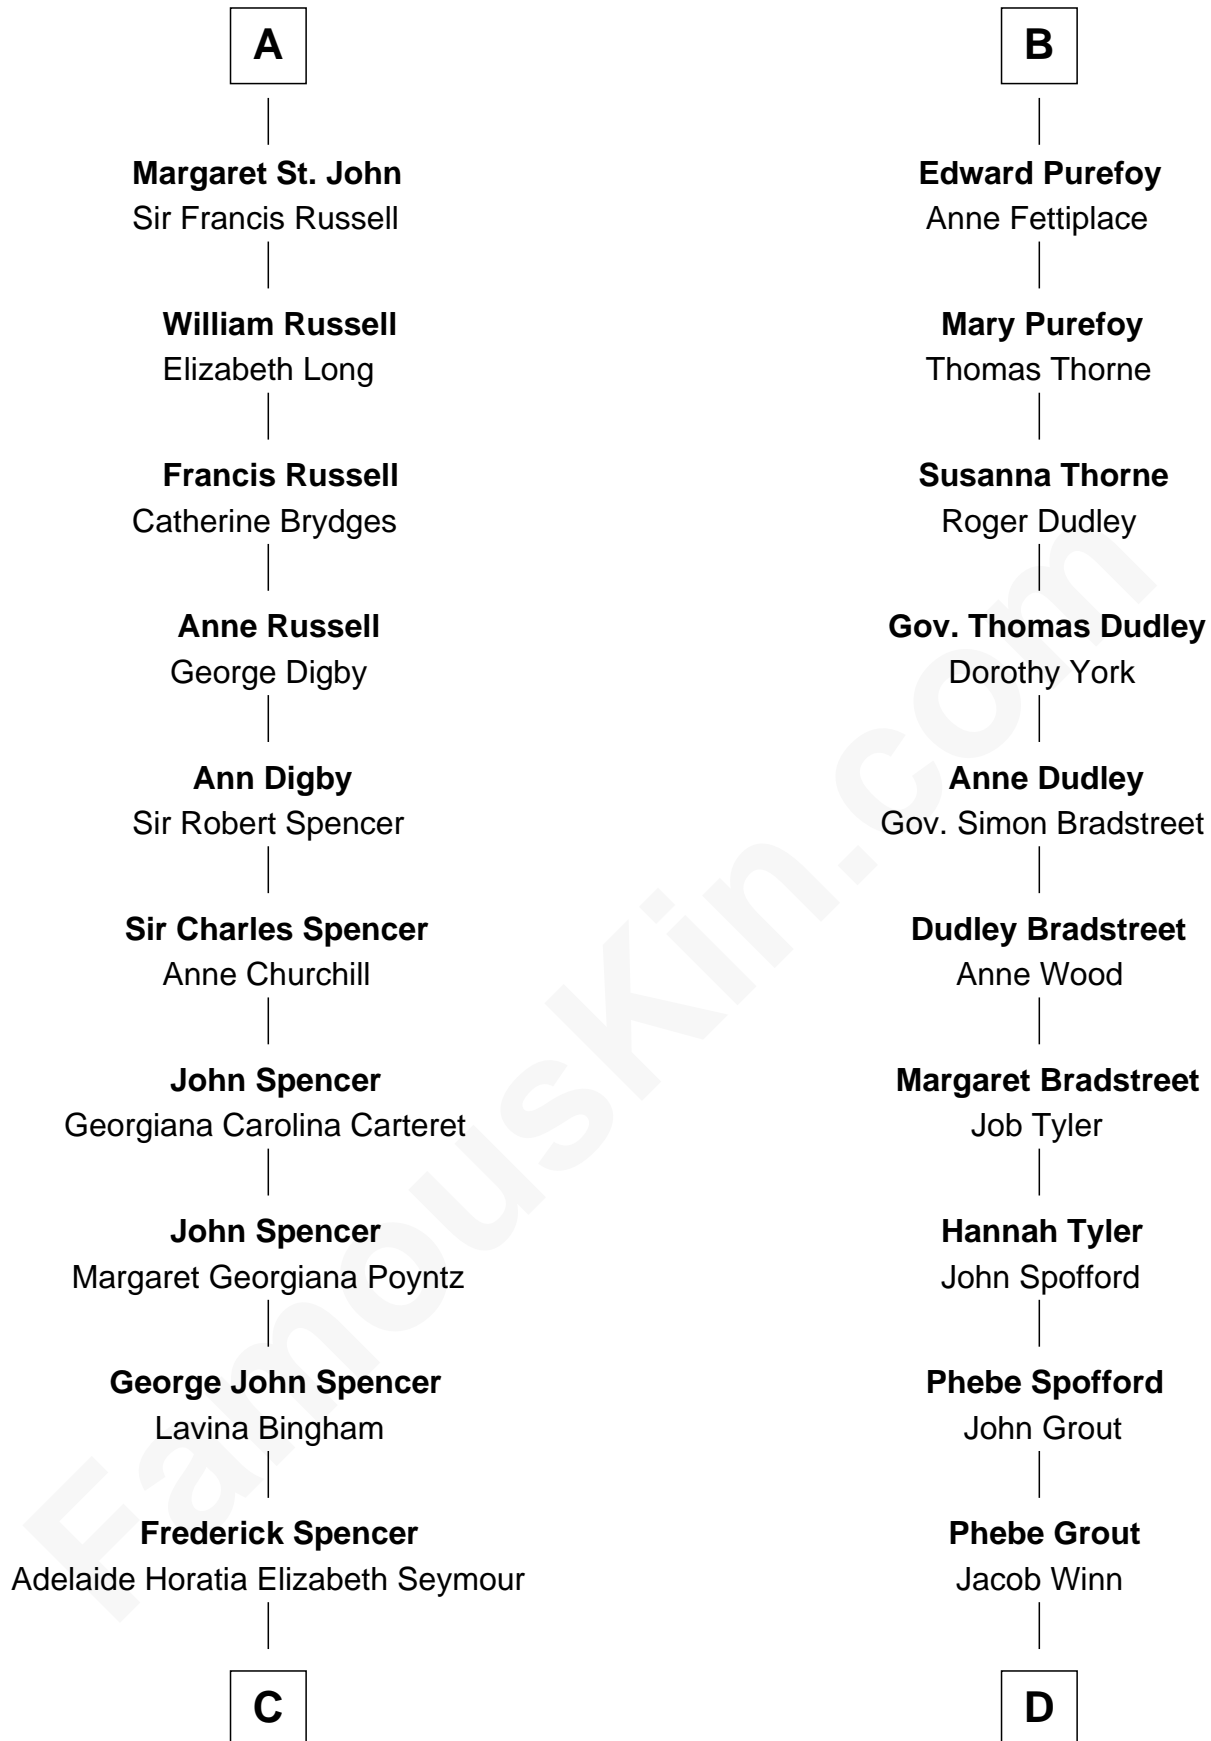 A
Margaret St. John
Sir Francis Russell
William Russell
Elizabeth Long
Francis Russell
Catherine Brydges
Anne Russell
George Digby
Ann Digby
Sir Robert Spencer
Sir Charles Spencer
Anne Churchill
John Spencer
Georgiana Carolina Carteret
John Spencer
Margaret Georgiana Poyntz
George John Spencer
Lavina Bingham
Frederick Spencer
Adelaide Horatia Elizabeth Seymour
C
B
Edward Purefoy
Anne Fettiplace
Mary Purefoy
Thomas Thorne
Susanna Thorne
Roger Dudley
Gov. Thomas Dudley
Dorothy York
Anne Dudley
Gov. Simon Bradstreet
Dudley Bradstreet
Anne Wood
Margaret Bradstreet
Job Tyler
Hannah Tyler
John Spofford
Phebe Spofford
John Grout
Phebe Grout
Jacob Winn
D
FamousKin.com